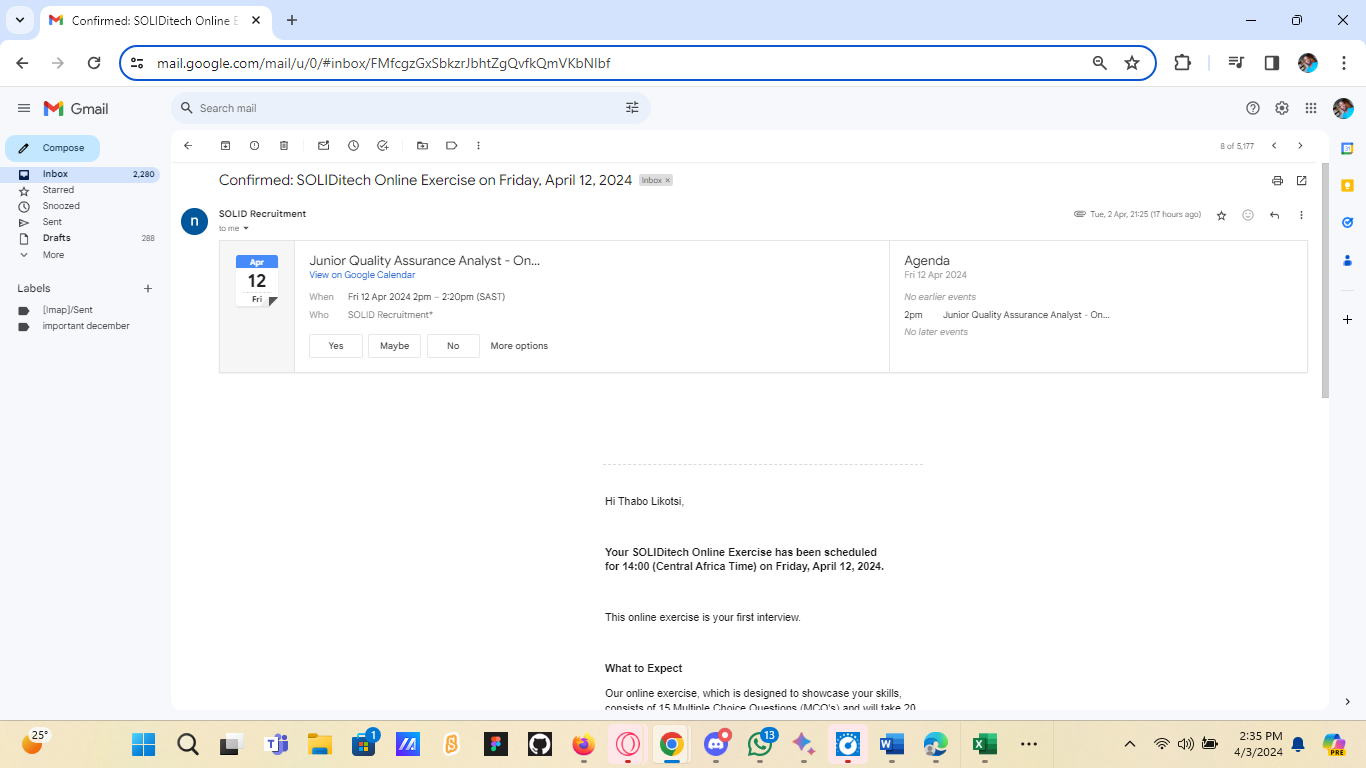 Confirmed: SOLIDitech Online E
mail.google.com/mail/u/0/#inbox/FMfcgzGxSbkzrJbhtZgQvfkQmVKbNlbf
Gmail
Search mail
Compose
8 of 5,177
Inbox 2,280
Starred
Snoozed
Sent
Drafts 288
More
Labels
[Imap]/Sent
important december
Confirmed: SOLIDitech Online Exercise on Friday, April 12, 2024 Inbox ×
n
SOLID Recruitment
Tue, 2 Apr, 21:25 (17 hours ago)
to me
Apr
12
Fri
Junior Quality Assurance Analyst - On...
View on Google Calendar
When Fri 12 Apr 2024 2pm – 2:20pm (SAST)
Who SOLID Recruitment*
Yes Maybe No More options
Agenda
Fri 12 Apr 2024
No earlier events
2pm Junior Quality Assurance Analyst - On...
No later events
Hi Thabo Likotsi,
Your SOLIDitech Online Exercise has been scheduled
for 14:00 (Central Africa Time) on Friday, April 12, 2024.
This online exercise is your first interview.
What to Expect
Our online exercise, which is designed to showcase your skills,
consists of 15 Multiple Choice Questions (MCQ's) and will take 20
25°
1
13
2:35 PM
4/3/2024
PRE